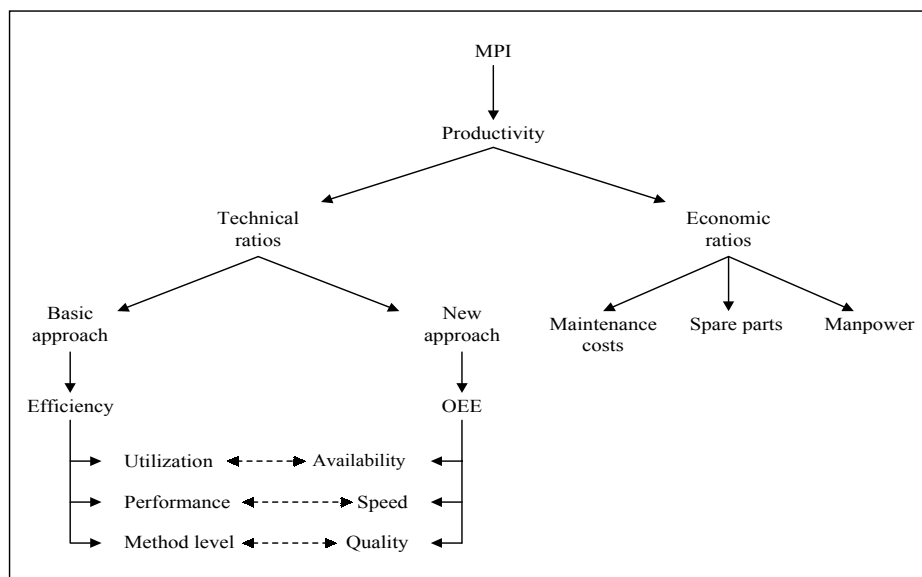 MPI
Productivity
Technical
ratios
Economic
ratios
Basic
approach
New
approach
Maintenance
costs
Spare parts
Manpower
Efficiency
OEE
Utilization
Availability
Performance
Speed
Method level
Quality